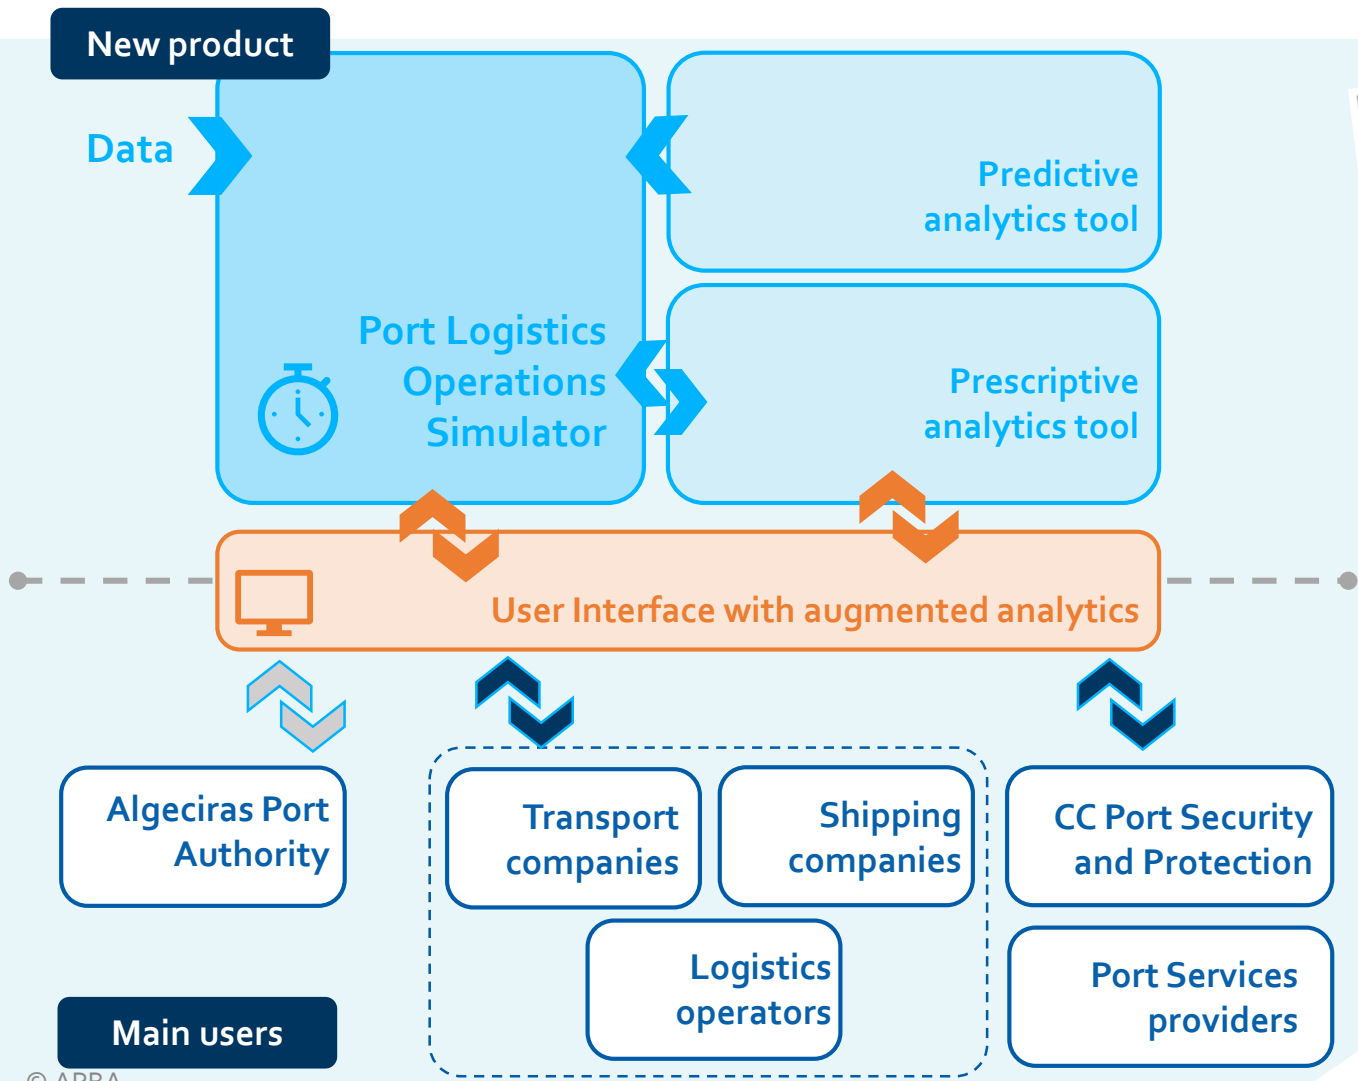 New product
Data
Predictive
analytics tool
Port Logistics
Operations
Simulator
Prescriptive
analytics tool
User Interface with augmented analytics
Algeciras Port
Authority
Transport
companies
Shipping
companies
CC Port Security
and Protection
Logistics
operators
Port Services
providers
Main users
© APBA